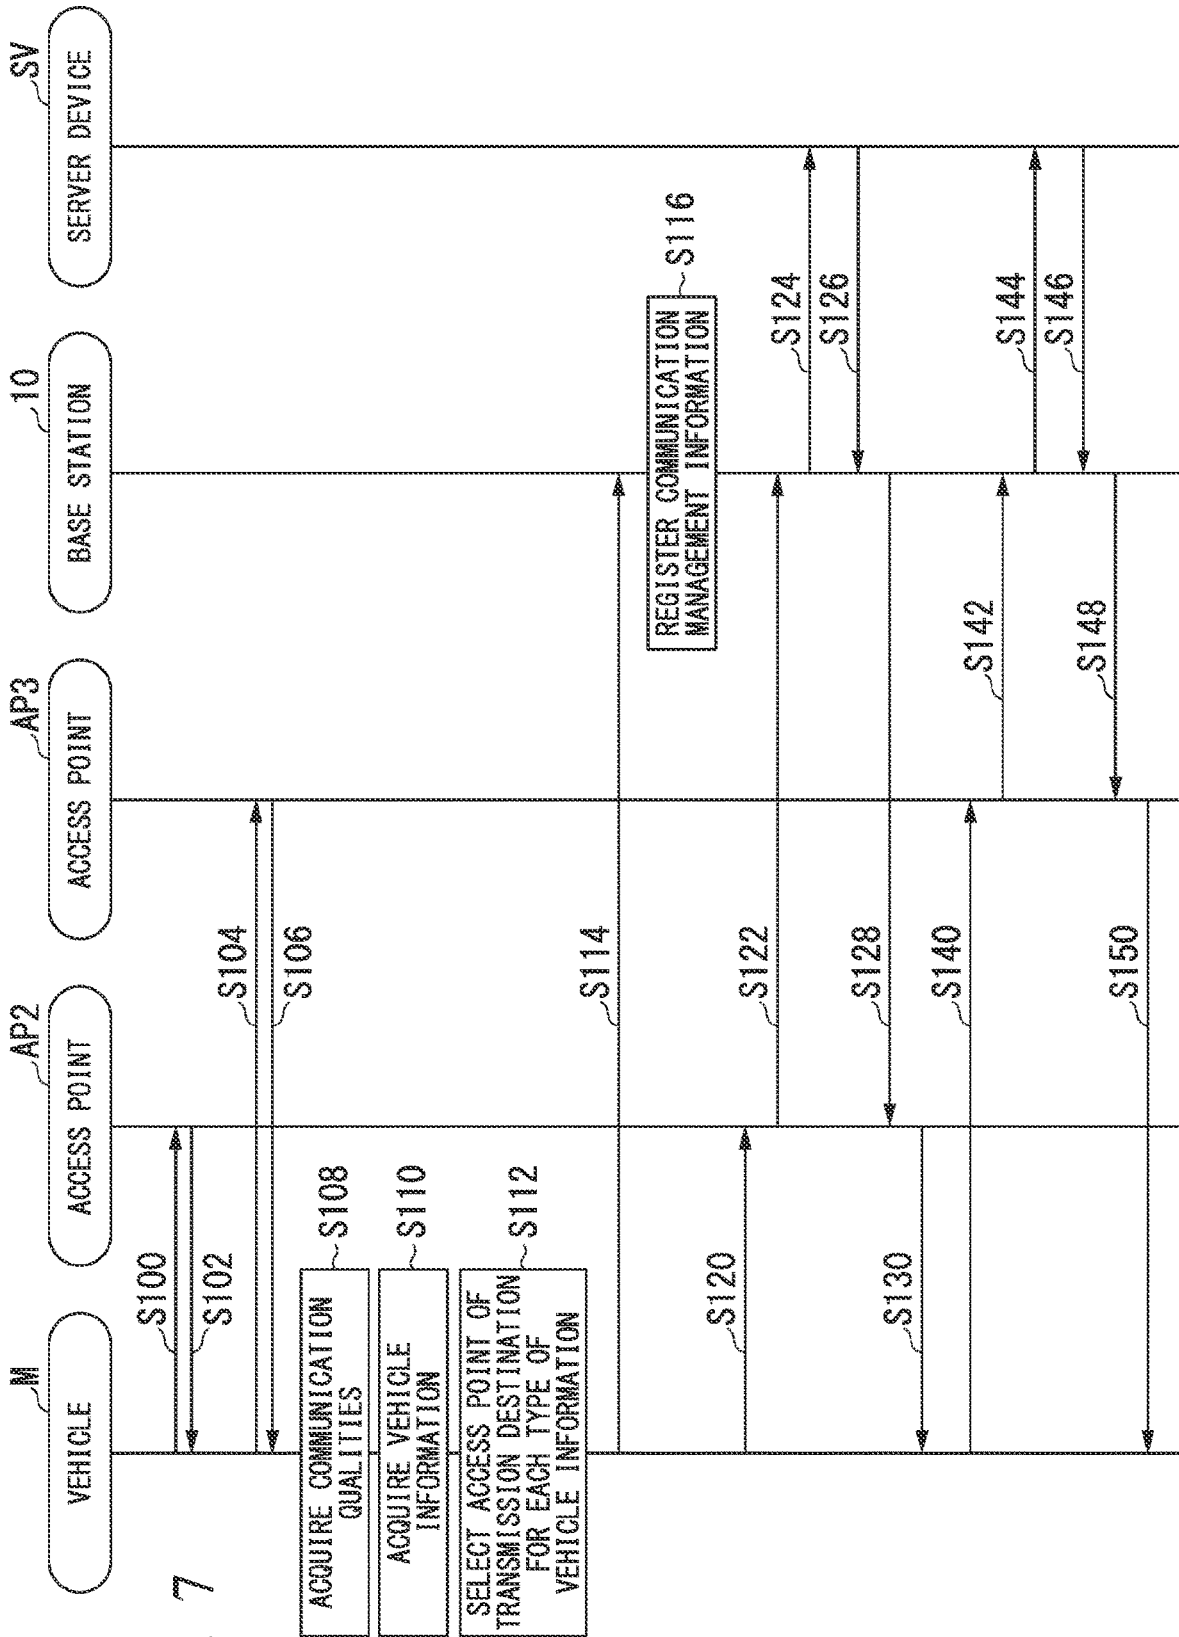 7
M
VEHICLE
AP2
ACCESS POINT
AP3
ACCESS POINT
10
BASE STATION
SV
SERVER DEVICE
S100
S102
S104
S106
ACQUIRE COMMUNICATION
QUALITIES
S108
ACQUIRE VEHICLE
INFORMATION
S110
SELECT ACCESS POINT OF
TRANSMISSION DESTINATION
FOR EACH TYPE OF
VEHICLE INFORMATION
S112
S114
REGISTER COMMUNICATION
MANAGEMENT INFORMATION
S116
S120
S122
S124
S126
S128
S130
S140
S142
S144
S146
S148
S150